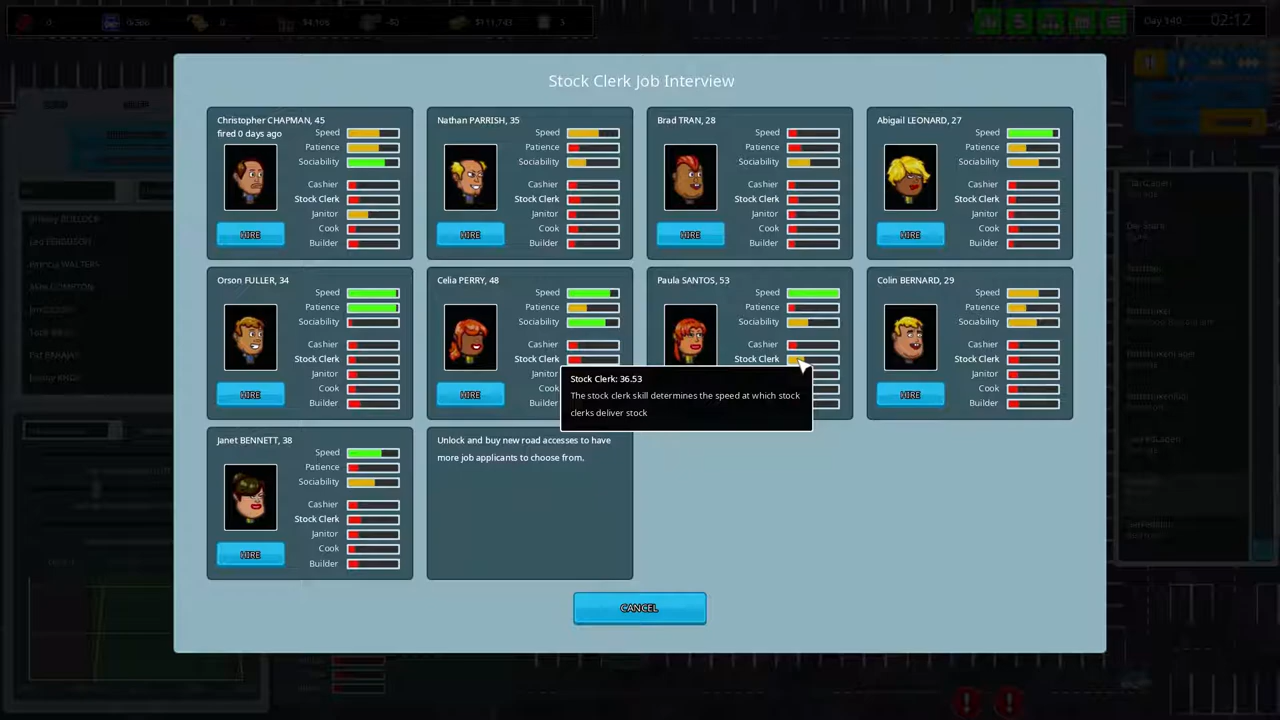 $4,106
-$0
$111,743
3
Day 140
02:12
Stock Clerk Job Interview
Christopher CHAPMAN, 45
fired 0 days ago
Speed
Patience
Sociability
Cashier
Stock Clerk
Janitor
Cook
Builder
HIRE
Nathan PARRISH, 35
Speed
Patience
Sociability
Cashier
Stock Clerk
Janitor
Cook
Builder
HIRE
Brad TRAN, 28
Speed
Patience
Sociability
Cashier
Stock Clerk
Janitor
Cook
Builder
HIRE
Abigail LEONARD, 27
Speed
Patience
Sociability
Cashier
Stock Clerk
Janitor
Cook
Builder
HIRE
Orson FULLER, 34
Speed
Patience
Sociability
Cashier
Stock Clerk
Janitor
Cook
Builder
HIRE
Celia PERRY, 48
Speed
Patience
Sociability
Cashier
Stock Clerk
Janitor
Cook
Builder
HIRE
Paula SANTOS, 53
Speed
Patience
Sociability
Cashier
Stock Clerk
Stock Clerk: 36.53
The stock clerk skill determines the speed at which stock
clerks deliver stock
Colin BERNARD, 29
Speed
Patience
Sociability
Cashier
Stock Clerk
Janitor
Cook
Builder
HIRE
Janet BENNETT, 38
Speed
Patience
Sociability
Cashier
Stock Clerk
Janitor
Cook
Builder
HIRE
Unlock and buy new road accesses to have
more job applicants to choose from.
CANCEL